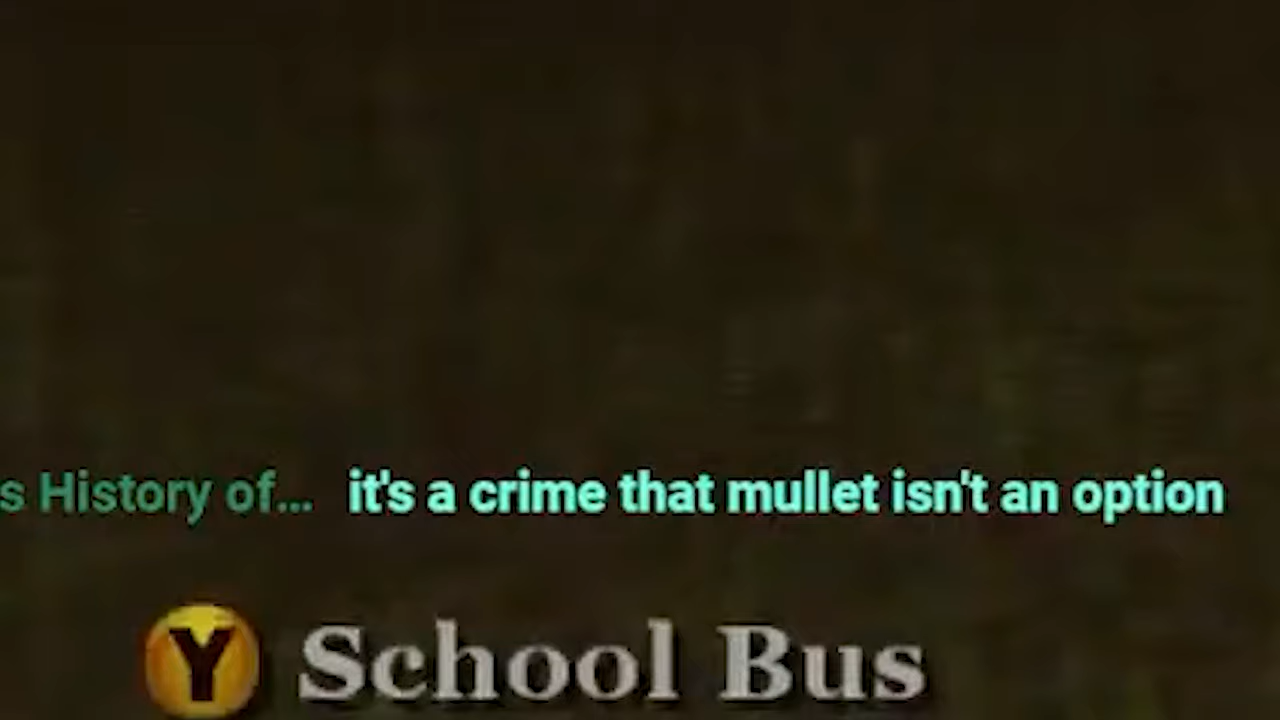 s History of... it's a crime that mullet isn't an option
Y School Bus